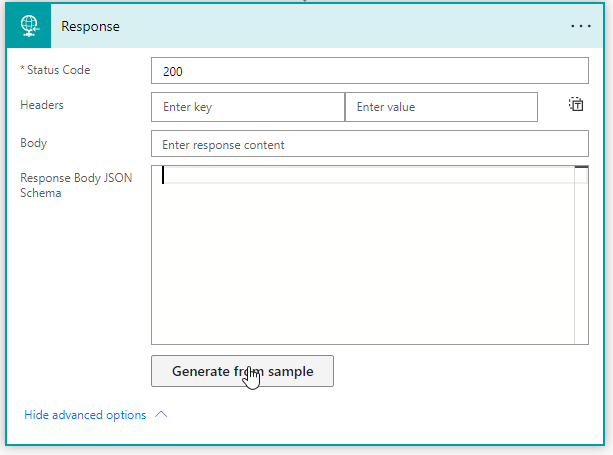 Response
* Status Code
200
Headers
Enter key
Enter value
Body
Enter response content
Response Body JSON
Schema
Generate from sample
Hide advanced options